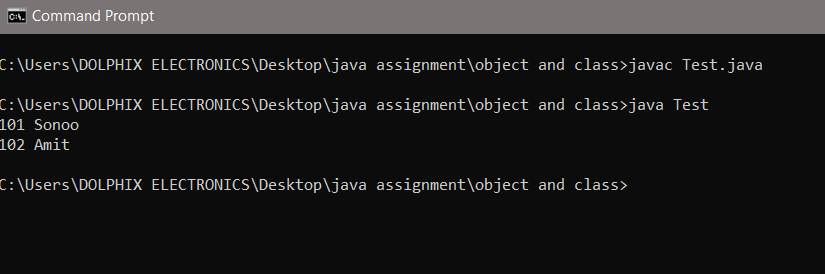 Command Prompt
C:\Users\DOLPHIX ELECTRONICS\Desktop\java assignment\object and class>javac Test.java
C:\Users\DOLPHIX ELECTRONICS\Desktop\java assignment\object and class>java Test
101 Sonoo
102 Amit
C:\Users\DOLPHIX ELECTRONICS\Desktop\java assignment\object and class>